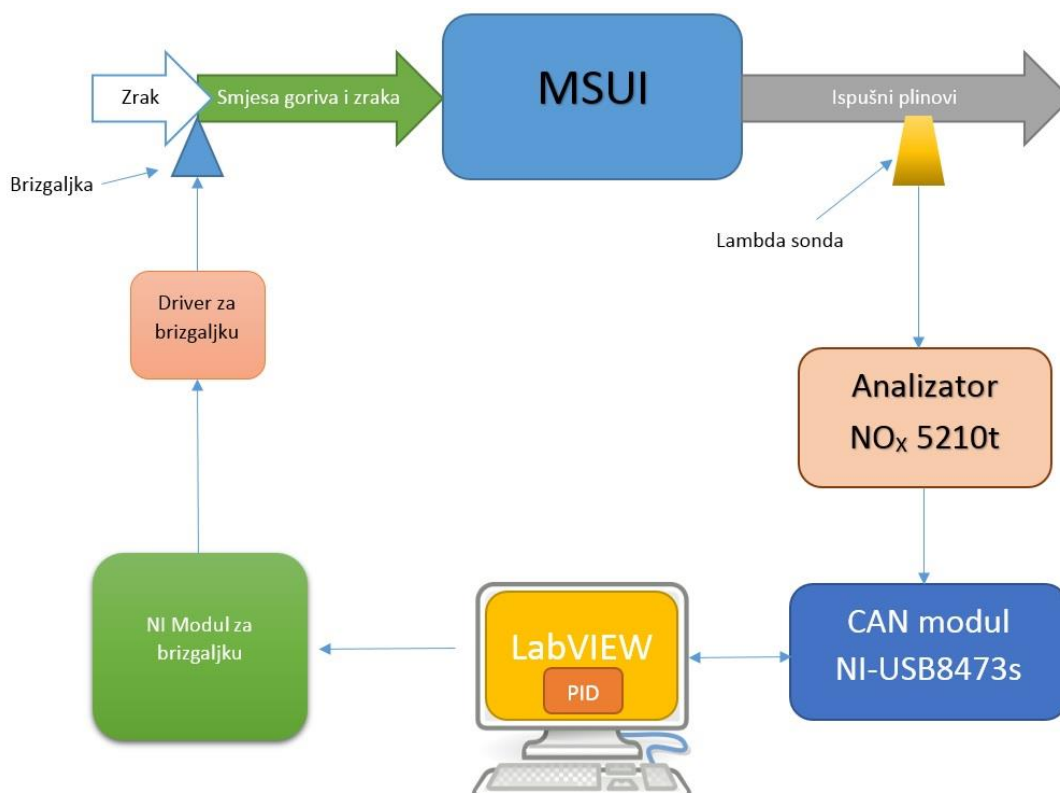 Zrak
Smjesa goriva i zraka
MSUI
Ispušni plinovi
Brizgaljka
Lambda sonda
Driver za
brizgaljku
Analizator
NOₓ 5210t
NI Modul za
brizgaljku
LabVIEW
PID
CAN modul
NI-USB8473s